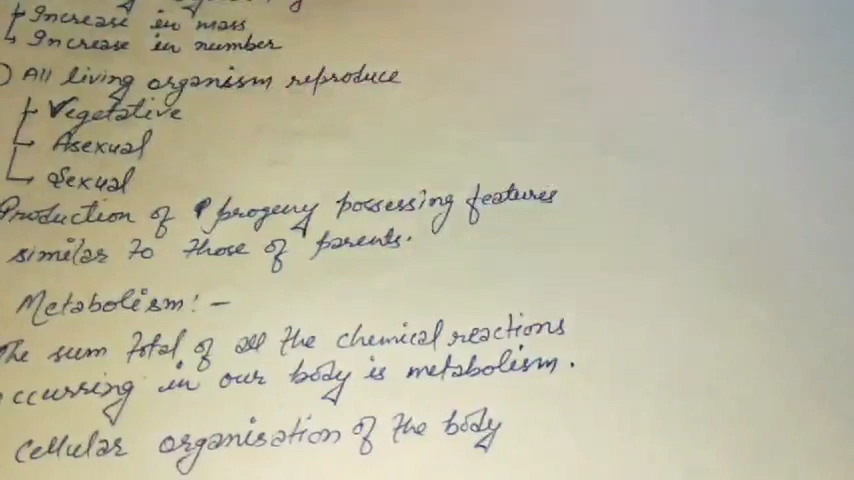 Increase in mass
Increase in number
) All living organism reproduce
Vegetative
Asexual
Sexual
Production of progeny possessing features
similar to those of parents.
Metabolism:-
The sum total of all the chemical reactions
occurring in our body is metabolism.
Cellular organisation of the body